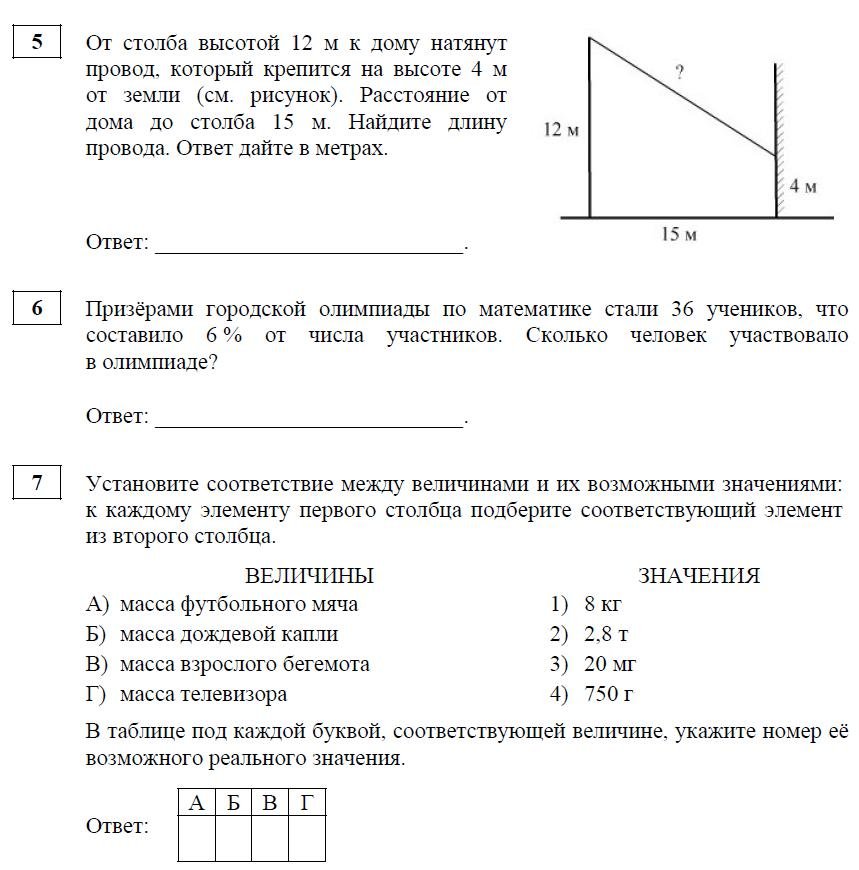 5
От столба высотой 12 м к дому натянут
провод, который крепится на высоте 4 м
от земли (см. рисунок). Расстояние от
дома до столба 15 м. Найдите длину
провода. Ответ дайте в метрах.
?
12 м
4 м
15 м
Ответ: ____________________________.
6
Призёрами городской олимпиады по математике стали 36 учеников, что
составило 6 % от числа участников. Сколько человек участвовало
в олимпиаде?
Ответ: ____________________________.
7
Установите соответствие между величинами и их возможными значениями:
к каждому элементу первого столбца подберите соответствующий элемент
из второго столбца.
ВЕЛИЧИНЫ ЗНАЧЕНИЯ
А) масса футбольного мяча 1) 8 кг
Б) масса дождевой капли 2) 2,8 т
В) масса взрослого бегемота 3) 20 мг
Г) масса телевизора 4) 750 г
В таблице под каждой буквой, соответствующей величине, укажите номер её
возможного реального значения.
А Б В Г
Ответ: